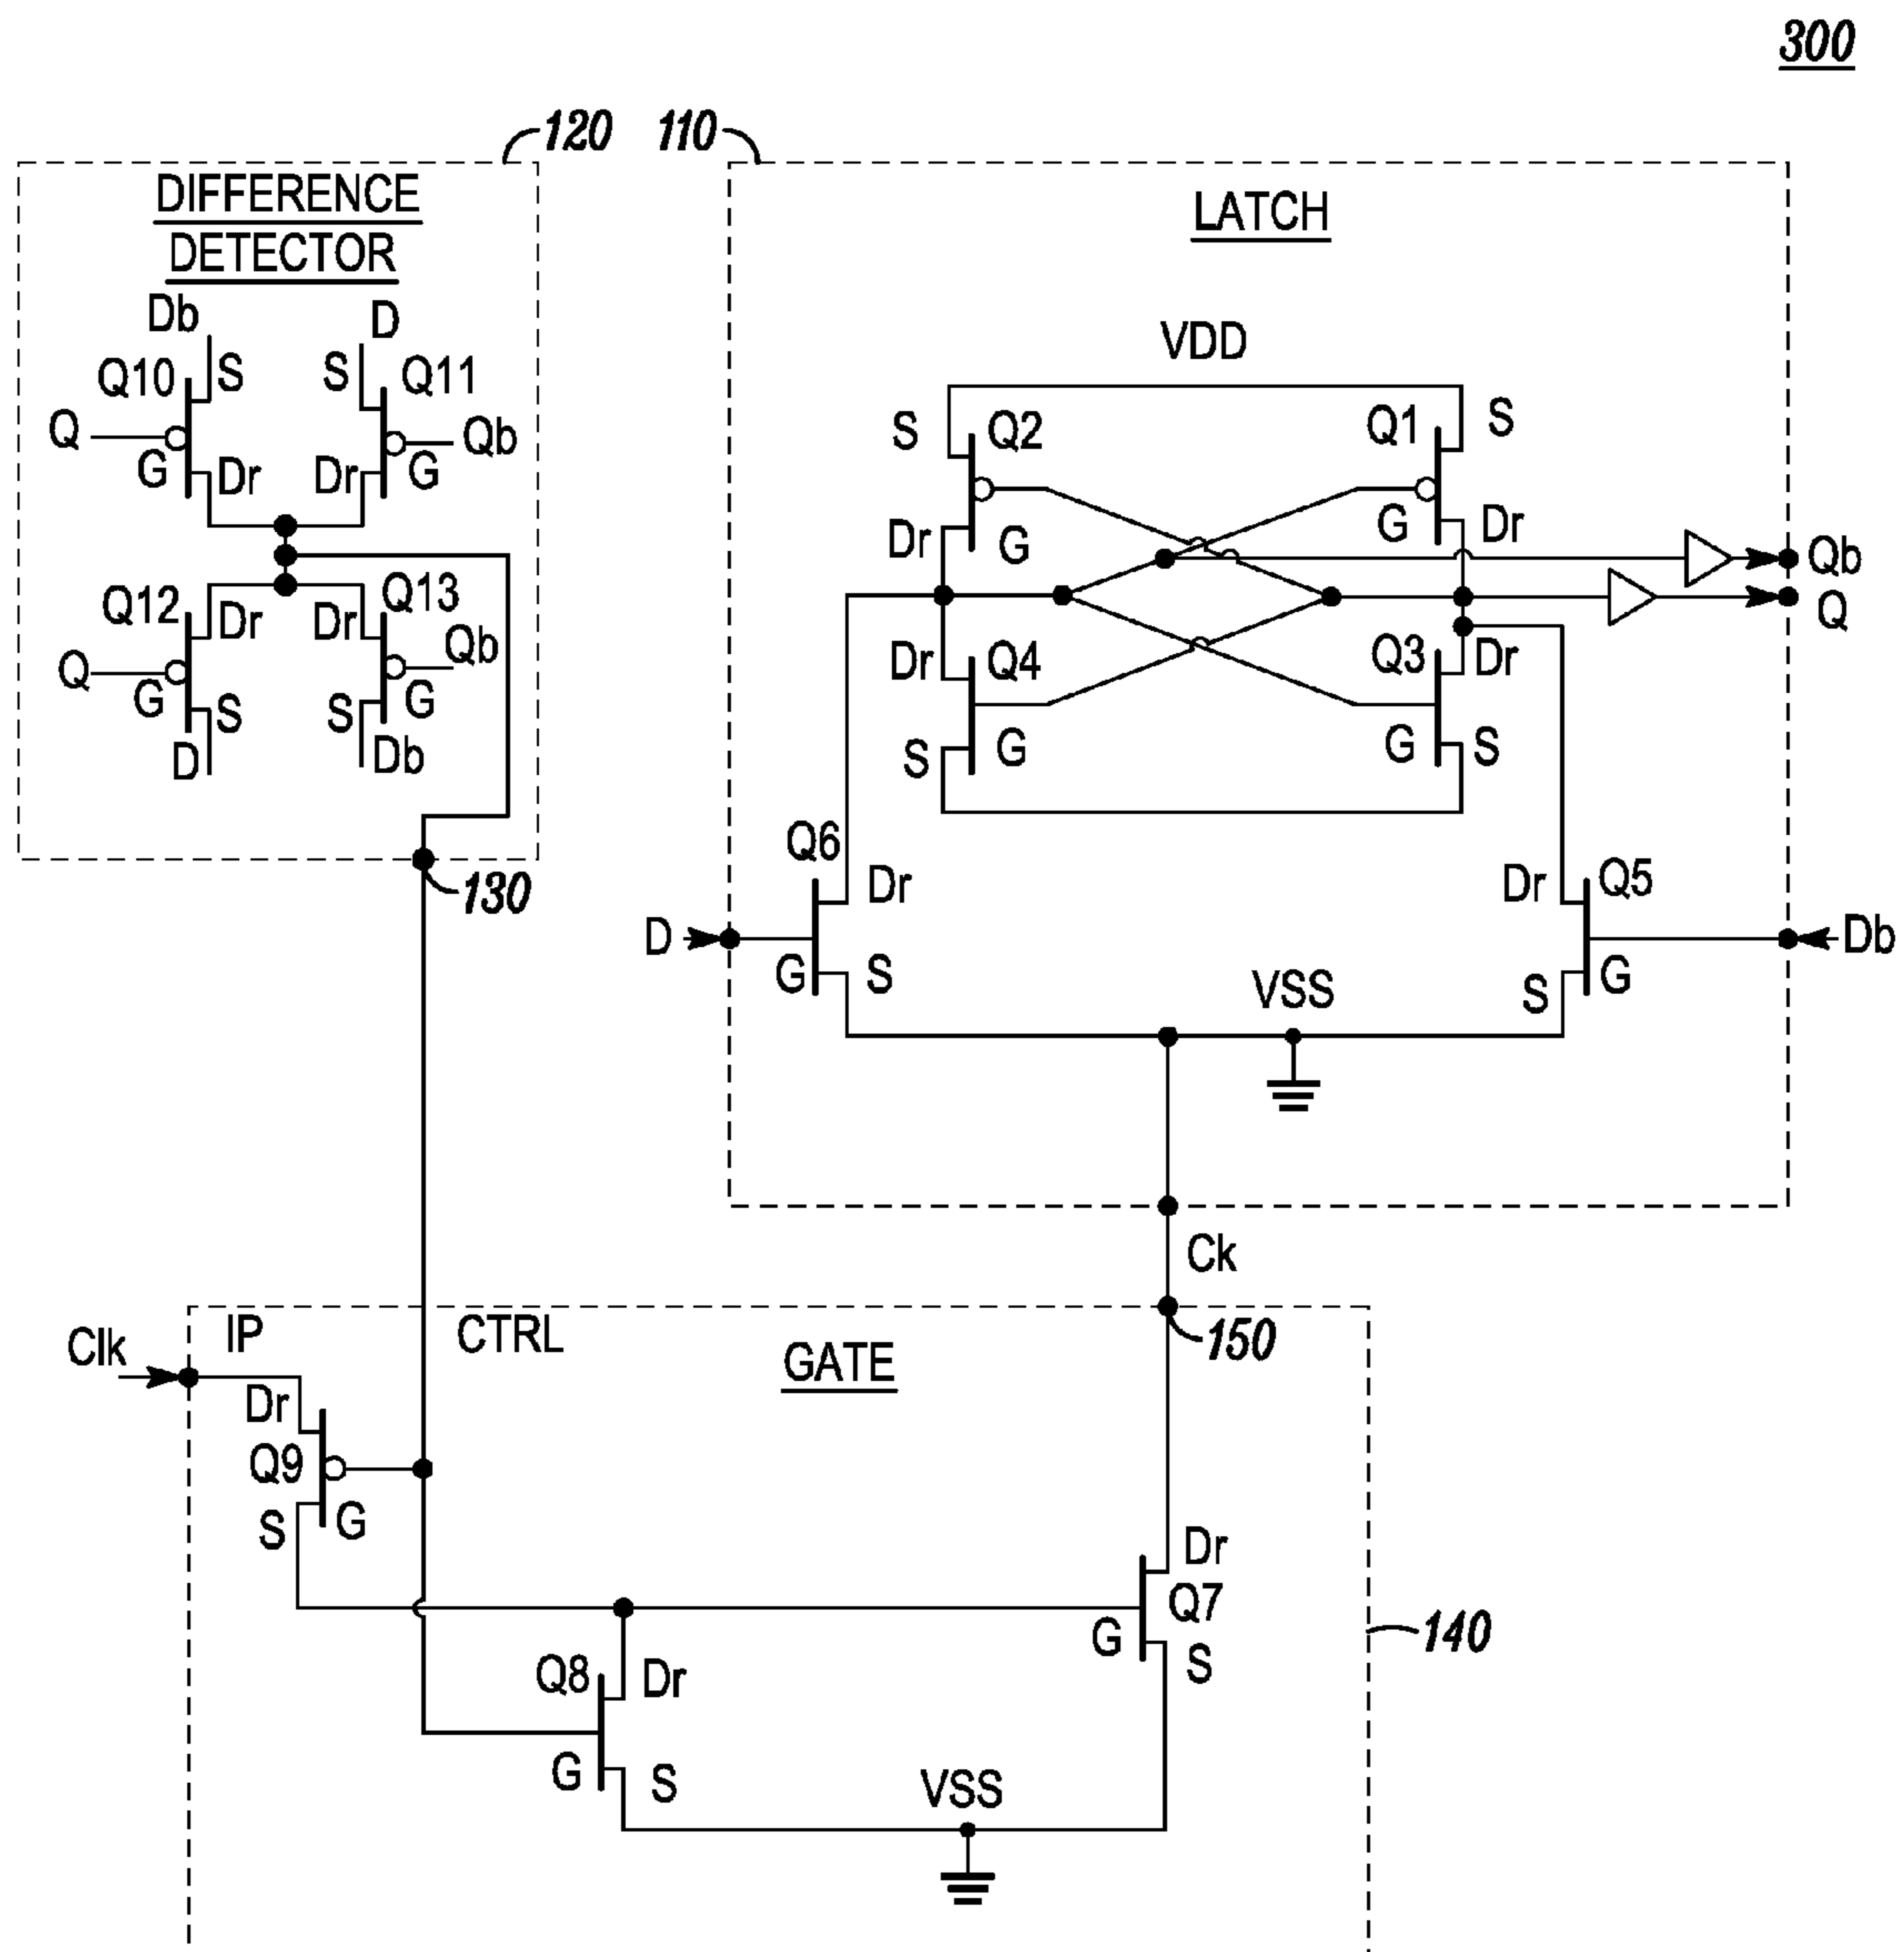 300
120 110
DIFFERENCE
DETECTOR
LATCH
Db D
VDD
Q10 S S Q11
S Q2 Q1 S
Q Qb
G Dr Dr G
Dr G G Dr
Qb
Q
Q12 Dr Dr Q13
Q Qb
Dr Q4 Q3 Dr
G S S G
S G G S
D Db
Q6
130
Dr Dr Q5
D Db
G S VSS S G
Ck
Clk IP CTRL 150
GATE
Dr
Q9
S G
Dr
Q7
G S 140
Q8 Dr
G S
VSS